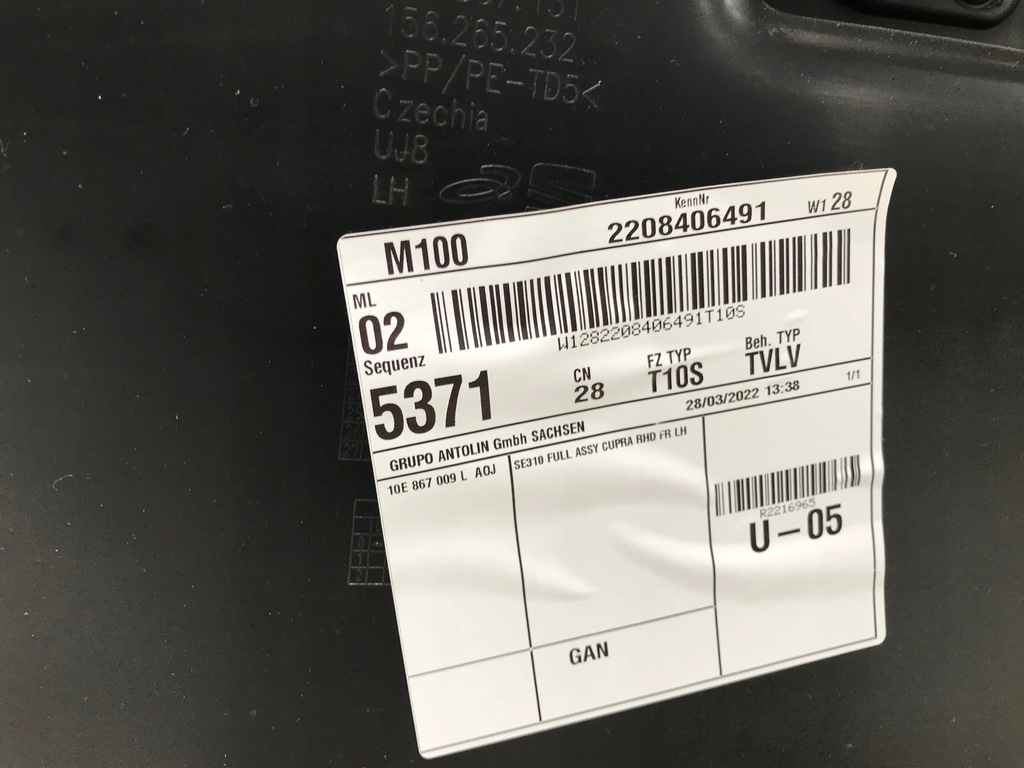 156.265.232
>PP/PE-TD5<
Czechia
UJ8
LH
M100
KennNr
2208406491
W1 28
ML
02
W1282208406491T10S
Sequenz
5371
CN
28
FZ TYP
T10S
Beh. TYP
TVLV
28/03/2022 13:38
1/1
GRUPO ANTOLIN Gmbh SACHSEN
10E 867 009 L AOJ
SE310 FULL ASSY CUPRA RHD FR LH
R2216965
U-05
GAN